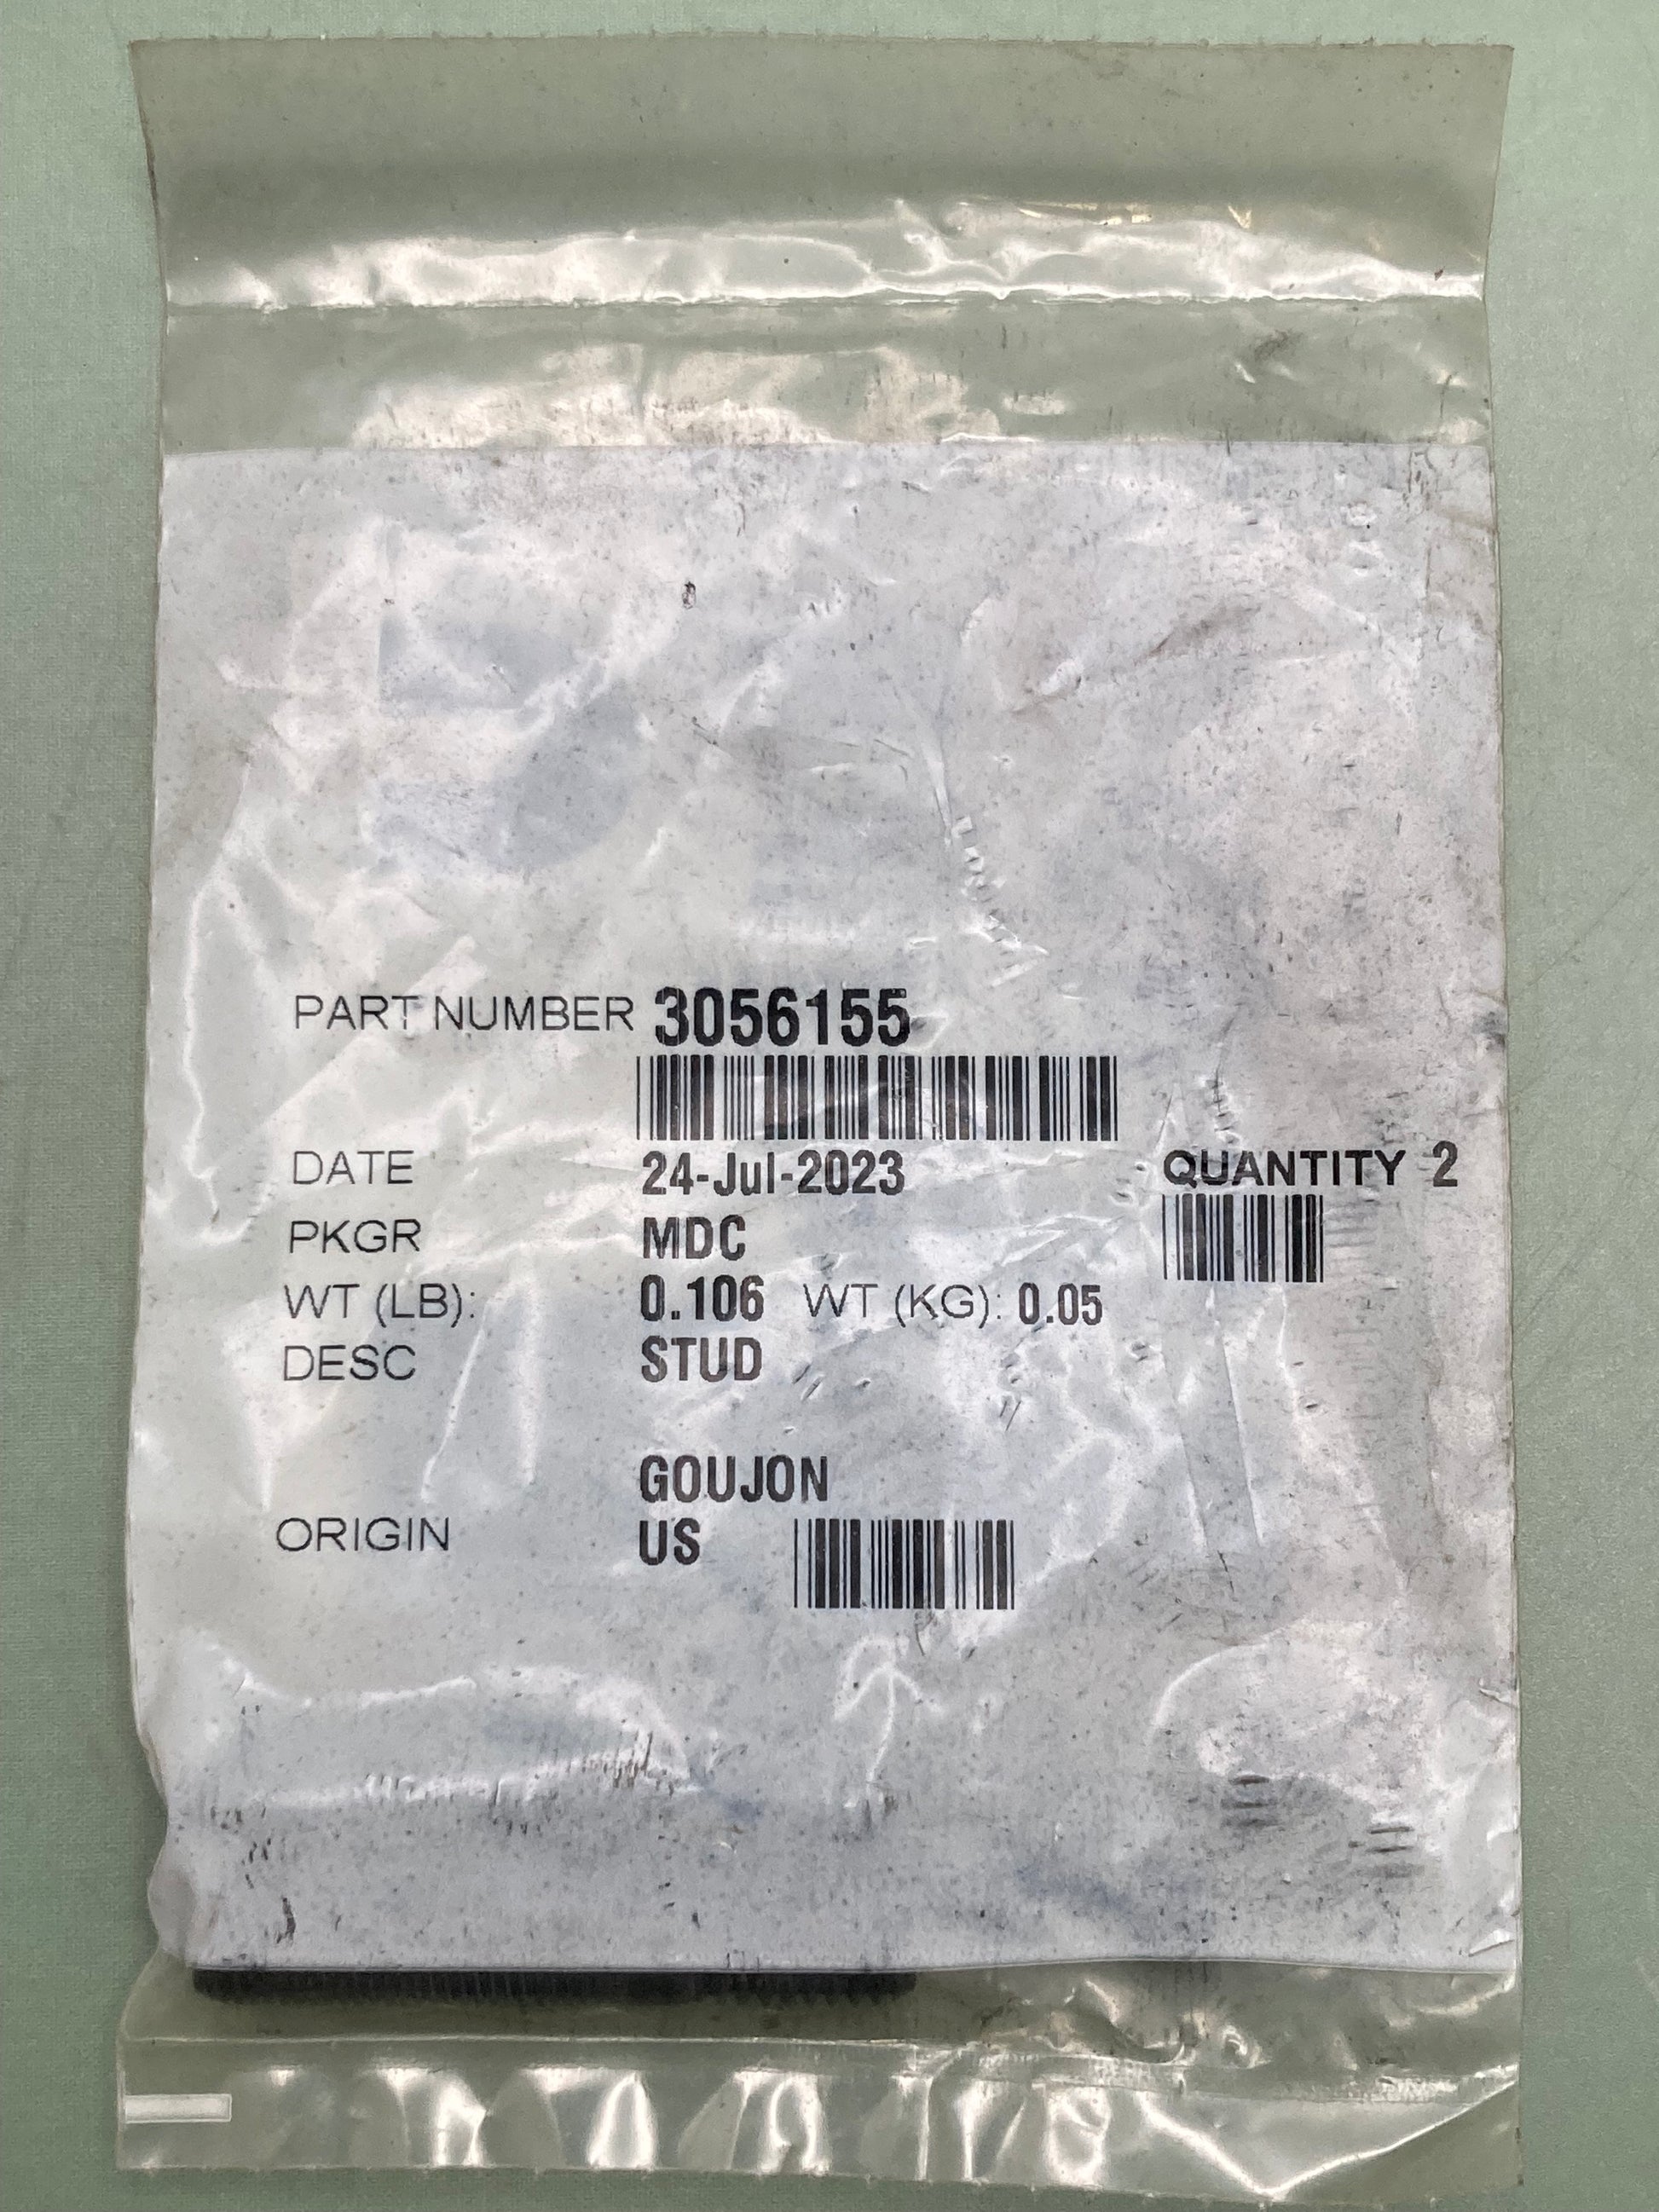 PART NUMBER 3056155
DATE 24-Jul-2023 QUANTITY 2
PKGR MDC
WT (LB): 0.106 WT (KG): 0.05
DESC STUD
GOUJON
ORIGIN US